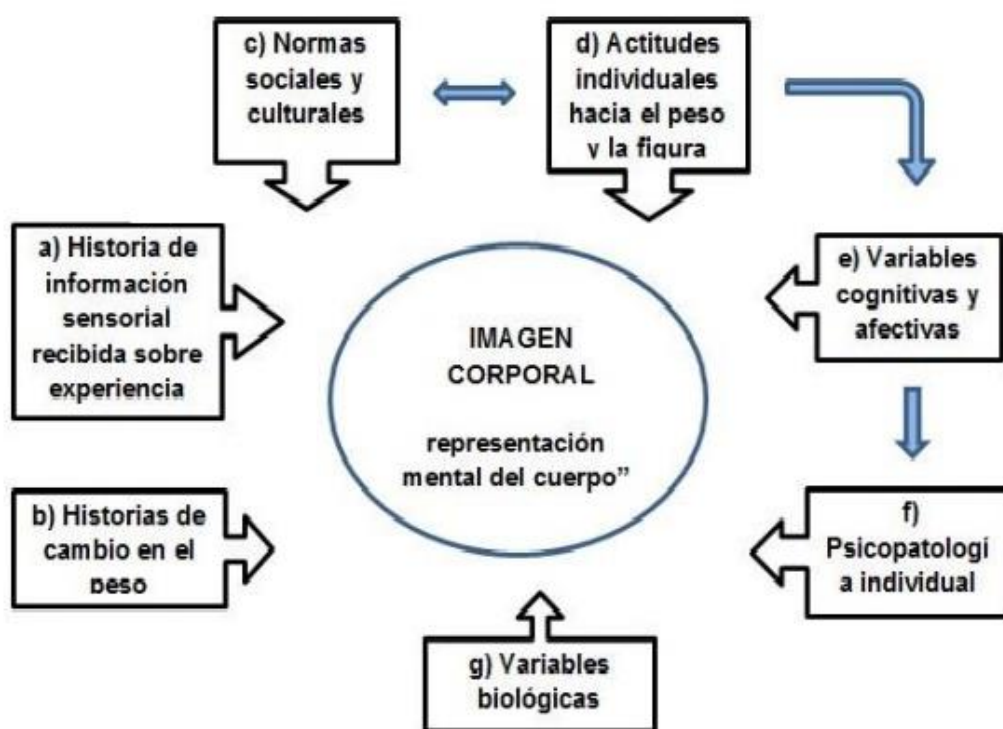 c) Normas
sociales y
culturales
d) Actitudes
individuales
hacia el peso
y la figura
a) Historia de
información
sensorial
recibida sobre
experiencia
e) Variables
cognitivas y
afectivas
IMAGEN
CORPORAL
representación
mental del cuerpo”
b) Historias de
cambio en el
peso
f)
Psicopatologí
a individual
g) Variables
biológicas